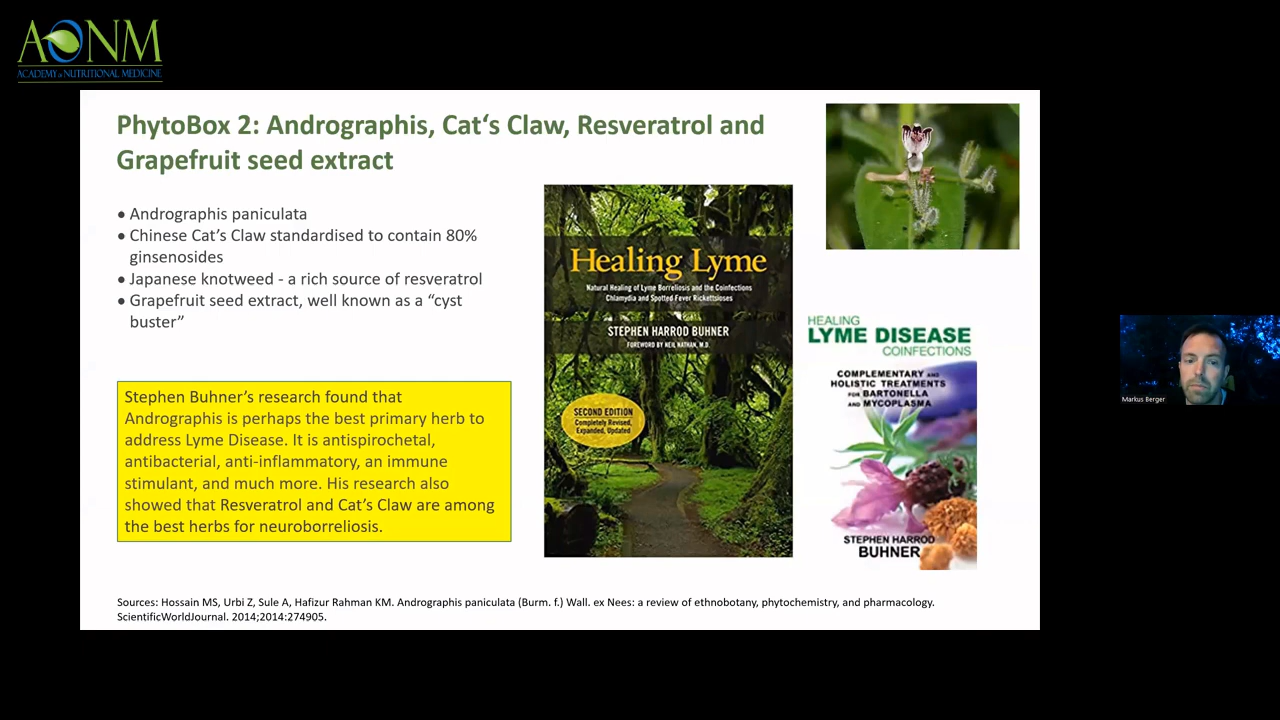 AONM
ACADEMY of NUTRITIONAL MEDICINE
PhytoBox 2: Andrographis, Cat‘s Claw, Resveratrol and
Grapefruit seed extract
• Andrographis paniculata
• Chinese Cat’s Claw standardised to contain 80%
ginsenosides
• Japanese knotweed - a rich source of resveratrol
• Grapefruit seed extract, well known as a “cyst
buster”
Stephen Buhner’s research found that
Andrographis is perhaps the best primary herb to
address Lyme Disease. It is antispirochetal,
antibacterial, anti-inflammatory, an immune
stimulant, and much more. His research also
showed that Resveratrol and Cat’s Claw are among
the best herbs for neuroborreliosis.
Healing Lyme
Natural Healing of Lyme Borreliosis and the Coinfections
Chlamydia and Spotted Fever Rickettsioses
STEPHEN HARROD BUHNER
FOREWORD BY NEIL NATHAN, M.D.
SECOND EDITION
Completely Revised,
Expanded, Updated
HEALING
LYME DISEASE
COINFECTIONS
COMPLEMENTARY AND
HOLISTIC TREATMENTS
FOR BARTONELLA
AND MYCOPLASMA
STEPHEN HARROD
BUHNER
Markus Berger
Sources: Hossain MS, Urbi Z, Sule A, Hafizur Rahman KM. Andrographis paniculata (Burm. f.) Wall. ex Nees: a review of ethnobotany, phytochemistry, and pharmacology.
ScientificWorldJournal. 2014;2014:274905.